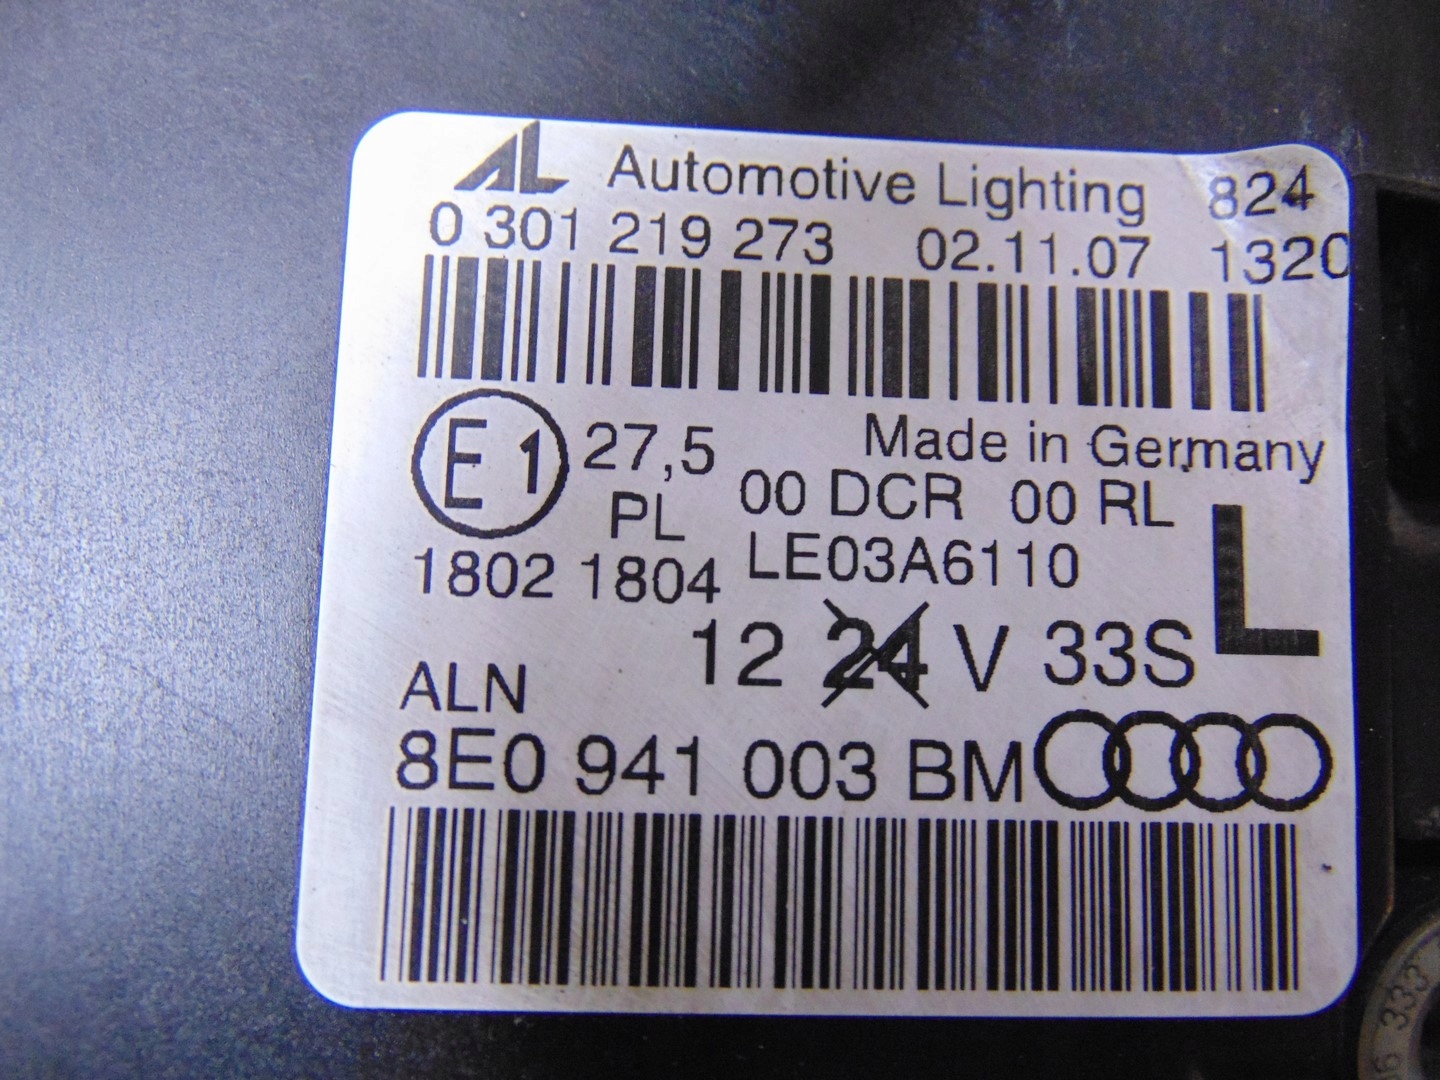 AL Automotive Lighting 824
0 301 219 273 02.11.07 1320
E1 27,5 Made in Germany
PL 00 DCR 00 RL
1802 1804 LE03A6110 L
12 24 V 33S
ALN
8E0 941 003 BM
333